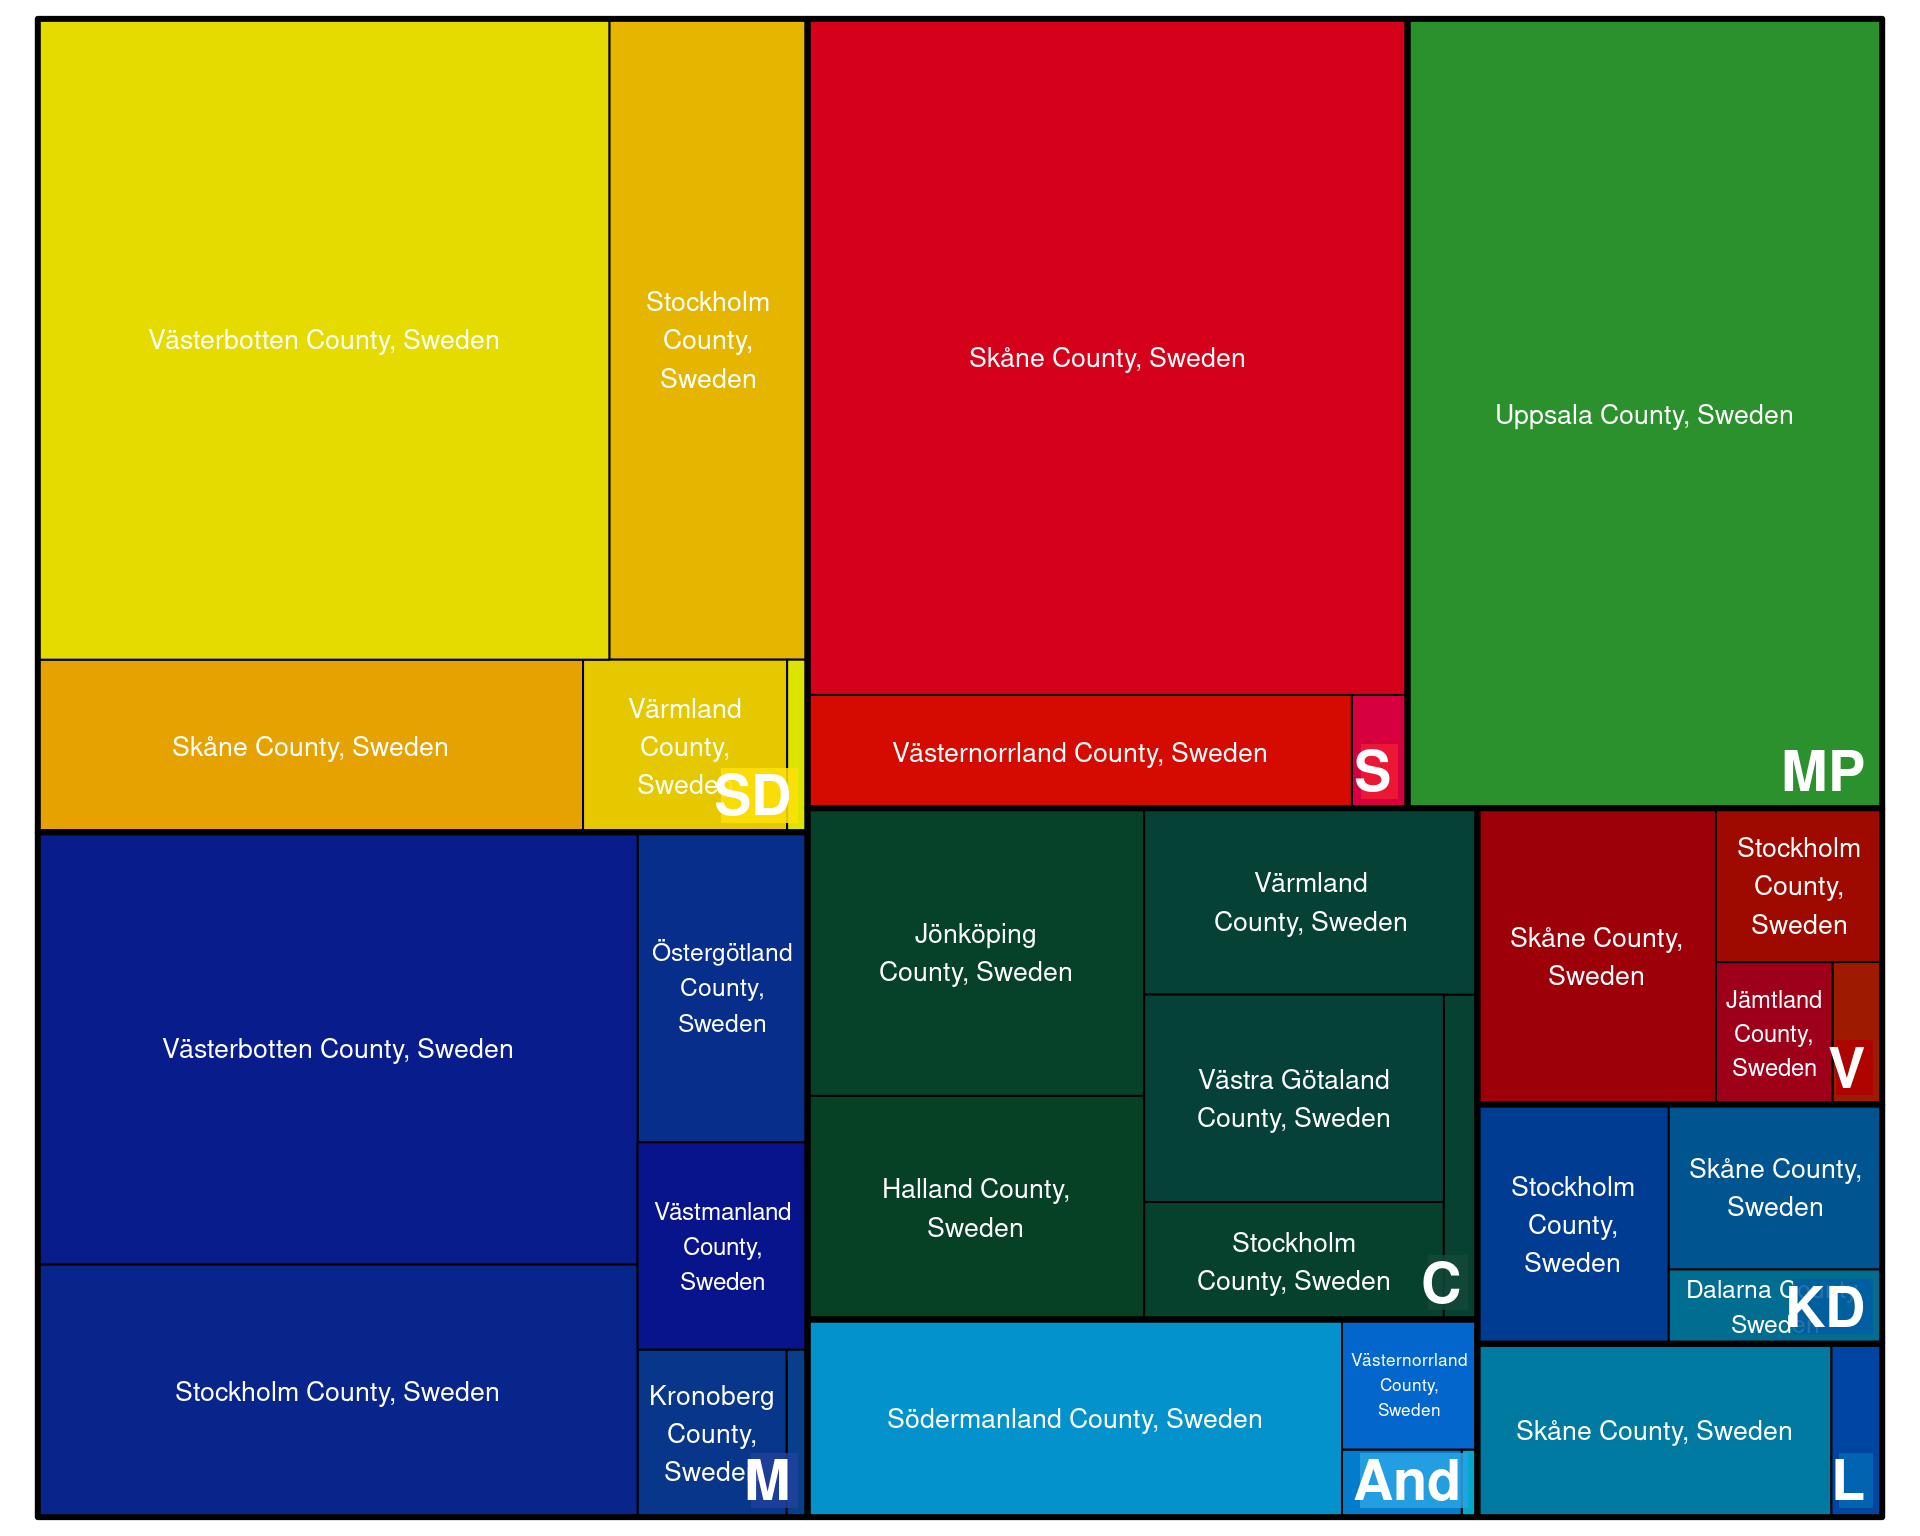 Västerbotten County, Sweden
Stockholm
County,
Sweden
Skåne County, Sweden
Värmland
County,
Swede
SD
Skåne County, Sweden
Västernorrland County, Sweden
S
Uppsala County, Sweden
MP
Västerbotten County, Sweden
Östergötland
County,
Sweden
Västmanland
County,
Sweden
Stockholm County, Sweden
Kronoberg
County,
Swede
M
Jönköping
County, Sweden
Värmland
County, Sweden
Västra Götaland
County, Sweden
Halland County,
Sweden
Stockholm
County, Sweden
C
Skåne County,
Sweden
Stockholm
County,
Sweden
Jämtland
County,
Sweden
V
Stockholm
County,
Sweden
Skåne County,
Sweden
Dalarna County,
Sweden
KD
Södermanland County, Sweden
Västernorrland
County,
Sweden
And
Skåne County, Sweden
L